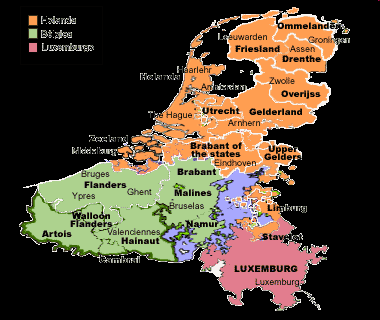 Holanda
Bélgica
Luxemburgo
Ommelanden
Leeuwarden
Groningen
Friesland
Assen
Drenthe
Haarlem
Holanda
Zwolle
Amsterdam
Overijss
Utrecht
Gelderland
The Hague
Arnhem
Zeeland
Middelburg
Brabant of
the states
Upper
Gelders
Eindhoven
Bruges
Brabant
Flanders
Ghent
Malines
Ypres
Limburg
Bruselas
Walloon
Flanders
Namur
Artois
Valenciennes
Hainaut
Stavelot
Cambrai
LUXEMBURG
Luxemburg